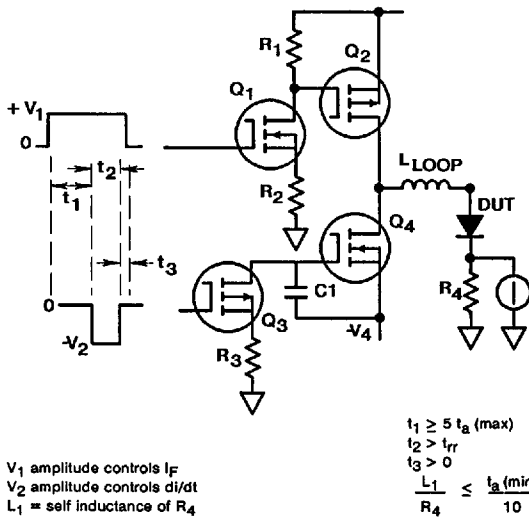 R1
Q2
Q1
+ V1
0
LLOOP
t2
R2
Q4
DUT
t1
t3
0
C1
R4
Q3
-V4
-V2
R3
t1 ≥ 5 ta (max)
t2 > trr
t3 > 0
L1
R4
≤
ta (min
10
V1 amplitude controls IF
V2 amplitude controls di/dt
L1 = self inductance of R4